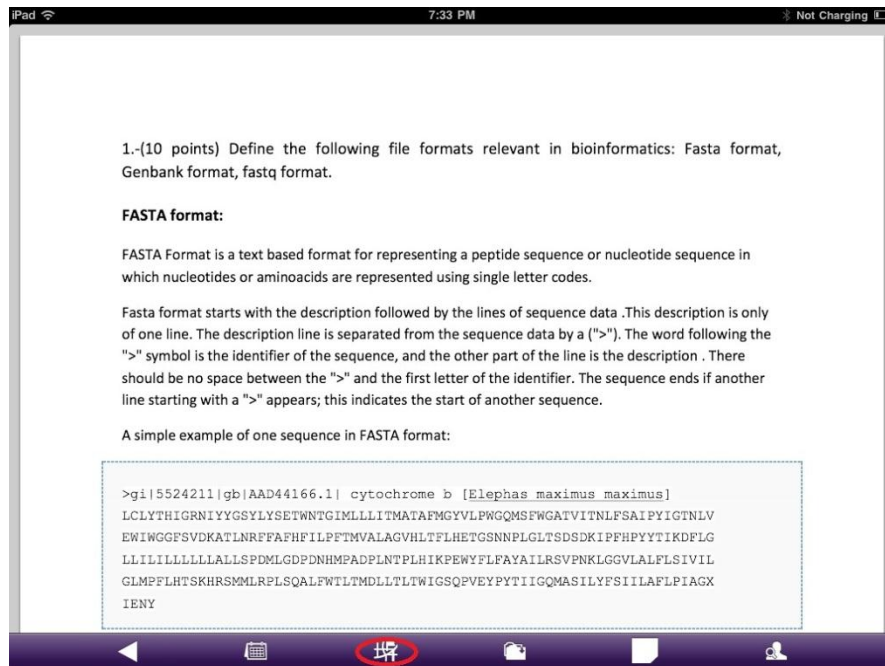 iPad 7:33 PM Not Charging
1.-(10 points) Define the following file formats relevant in bioinformatics: Fasta format,
Genbank format, fastq format.
FASTA format:
FASTA Format is a text based format for representing a peptide sequence or nucleotide sequence in
which nucleotides or aminoacids are represented using single letter codes.
Fasta format starts with the description followed by the lines of sequence data .This description is only
of one line. The description line is separated from the sequence data by a (">"). The word following the
">" symbol is the identifier of the sequence, and the other part of the line is the description . There
should be no space between the ">" and the first letter of the identifier. The sequence ends if another
line starting with a ">" appears; this indicates the start of another sequence.
A simple example of one sequence in FASTA format:
>gi|5524211|gb|AAD44166.1| cytochrome b [Elephas maximus maximus]
LCLYTHIGRNIYYGSYLYSETWNTGIMLLLITMATAFMGYVLPWGQMSFWGATVITNLFSAIPYIGTNLV
EWIWGGFSVDKATLNRFFAFHFILPFTMVALAGVHLTFLHETGSNNPLGLTSDSDKIPFHPYYTIKDFLG
LLILILLLLLLALLSPDMLGDPDNHMPADPLNTPLHIKPEWYFLFAYAILRSVPNKLGGVLALFLSIVIL
GLMPFLHTSKHRSMMLRPLSQALFWTLTMDLLTLTWIGSQPVEYPYTIIGQMASILYFSIILAFLPIAGX
IENY